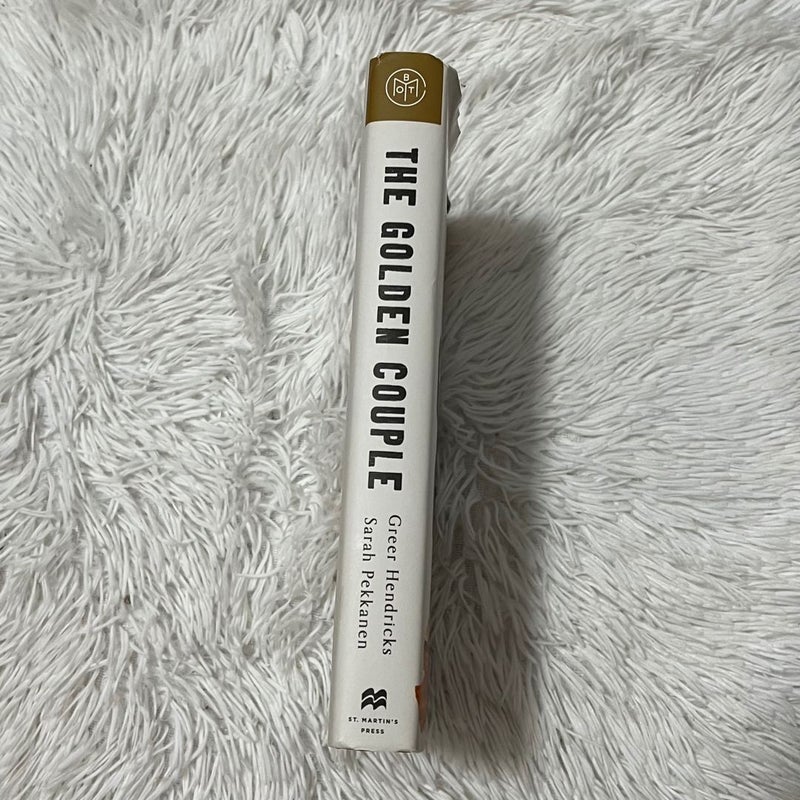 BOTM
THE GOLDEN COUPLE
Greer Hendricks
Sarah Pekkanen
ST. MARTIN'S
PRESS